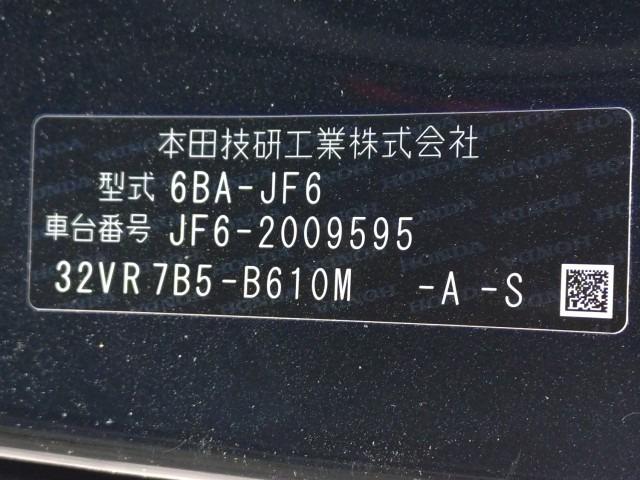 本田技研工業株式会社
型式 6BA-JF6
車台番号 JF6-2009595
32VR 7B5-B610M -A -S